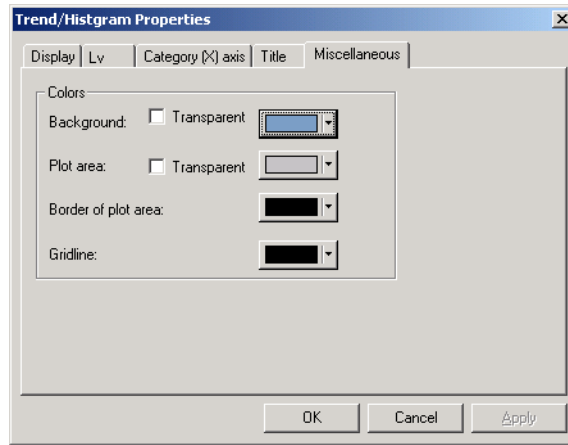 Trend/Histgram Properties
Display Lv Category (X) axis Title Miscellaneous
Colors
Background: Transparent
Plot area: Transparent
Border of plot area:
Gridline:
OK Cancel Apply